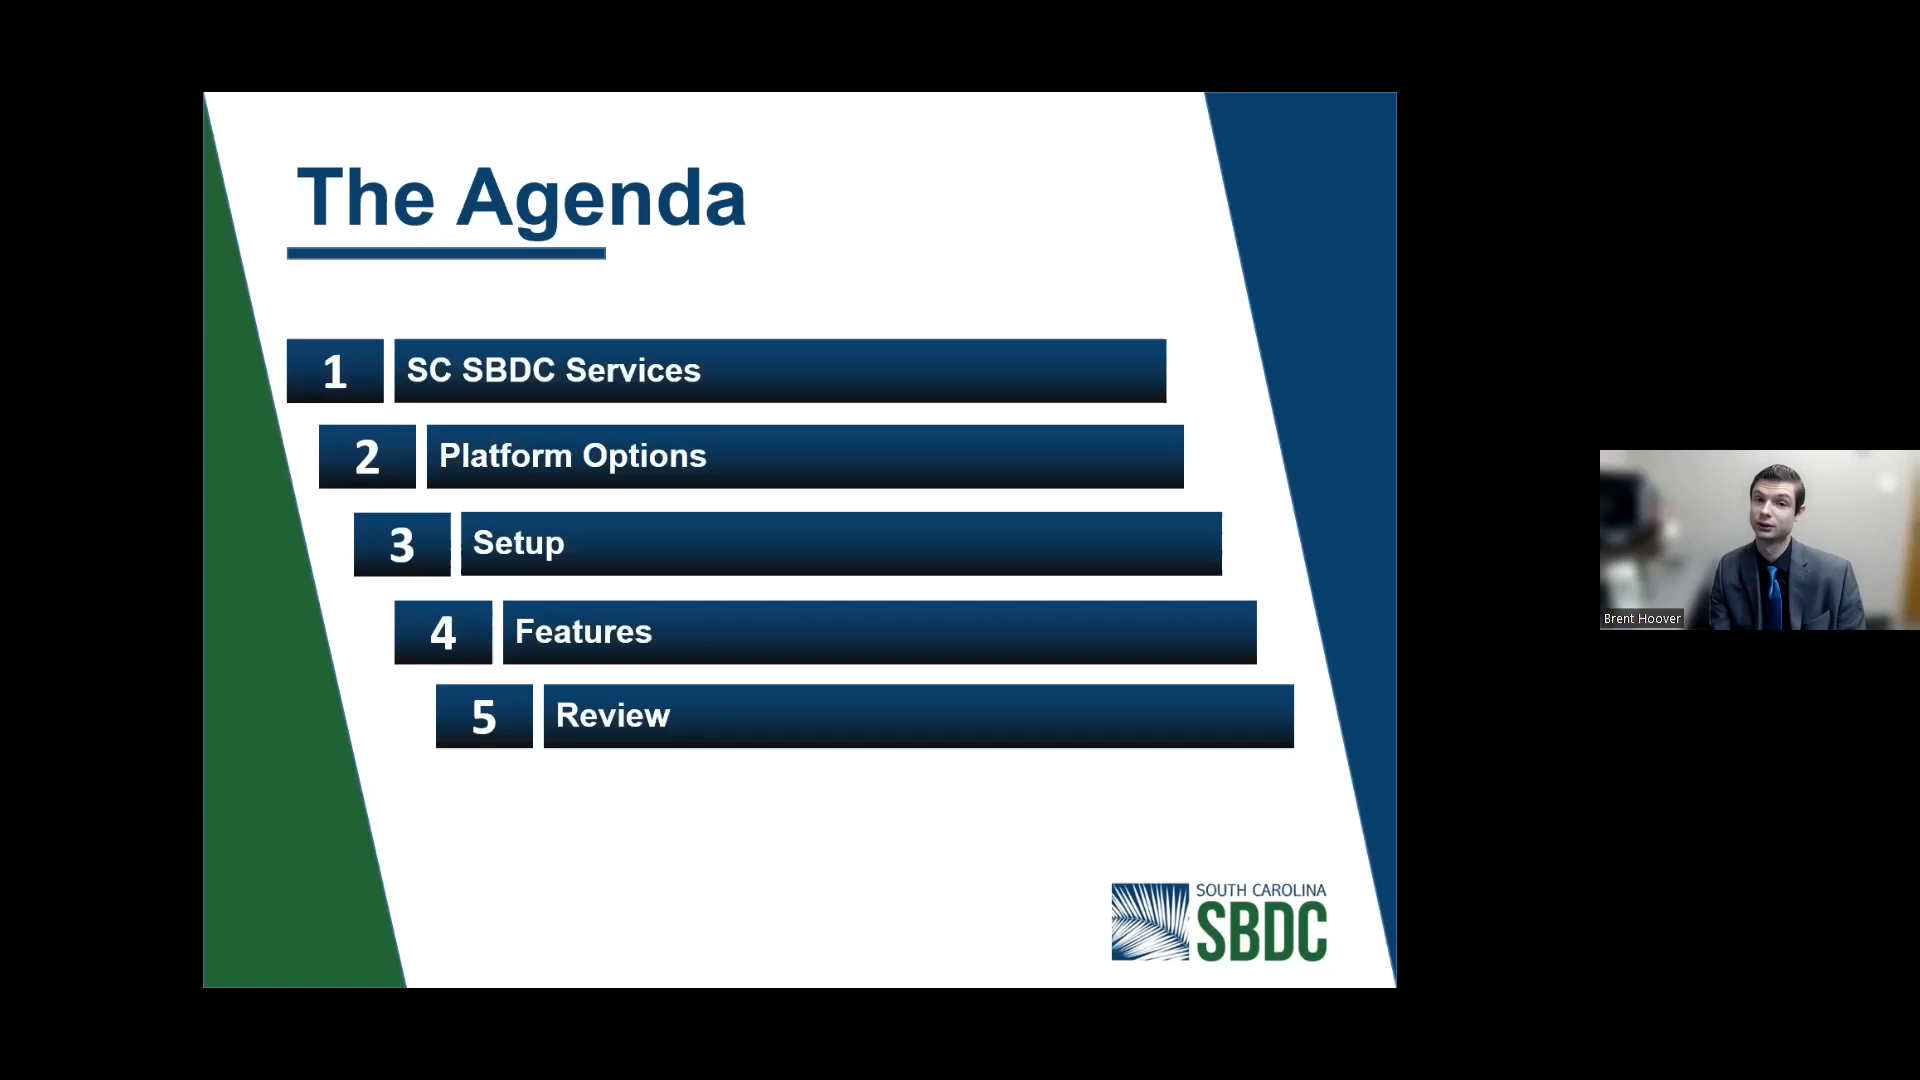 The Agenda
1 SC SBDC Services
2 Platform Options
3 Setup
4 Features
5 Review
SOUTH CAROLINA
SBDC
Brent Hoover